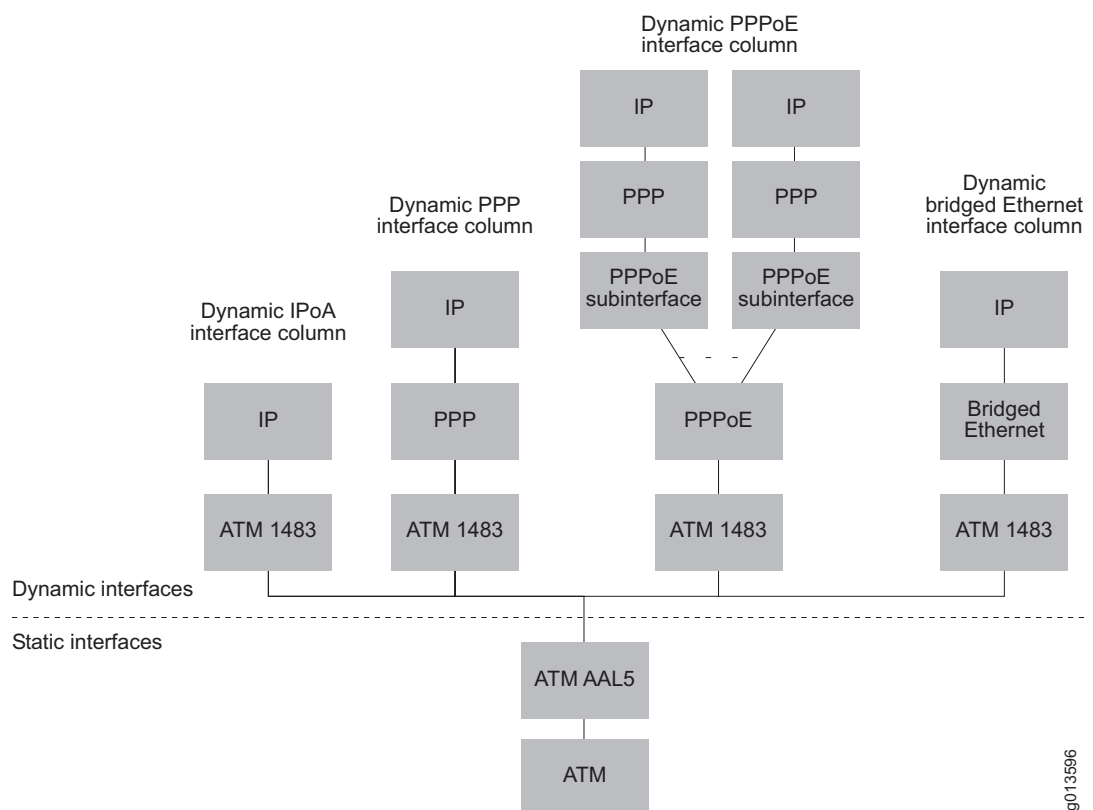 Dynamic PPPoE
interface column
IP
IP
PPP
PPP
Dynamic
bridged Ethernet
interface column
Dynamic PPP
interface column
PPPoE
subinterface
PPPoE
subinterface
IP
IP
Dynamic IPoA
interface column
IP
PPP
PPPoE
Bridged
Ethernet
ATM 1483
ATM 1483
ATM 1483
ATM 1483
Dynamic interfaces
Static interfaces
ATM AAL5
ATM
g013596